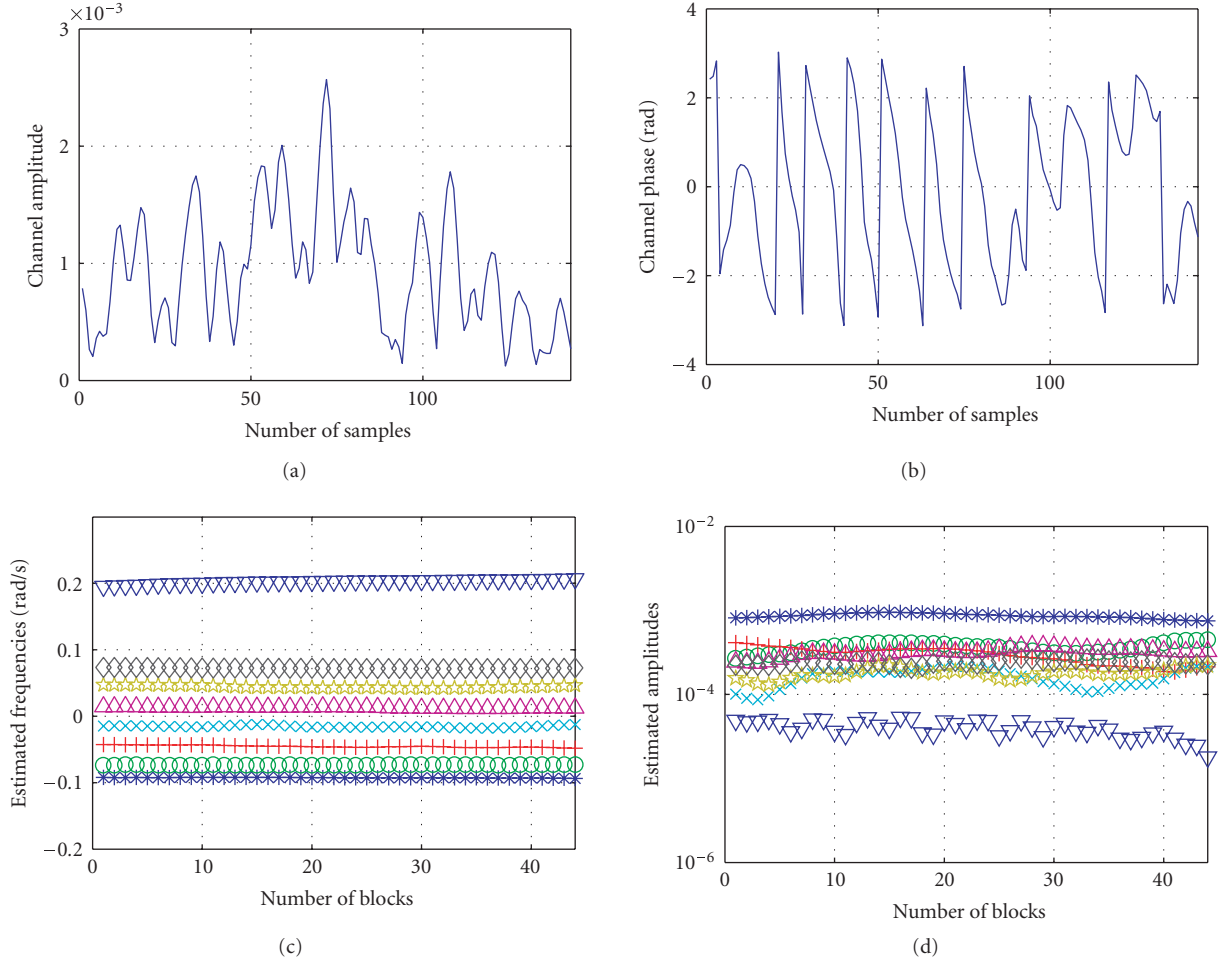 ×10−3
3
2
1
0
Channel amplitude
0
50
100
Number of samples
(a)
4
2
0
−2
−4
Channel phase (rad)
0
50
100
Number of samples
(b)
0.2
0.1
0
−0.1
−0.2
Estimated frequencies (rad/s)
0
10
20
30
40
Number of blocks
(c)
10−2
10−4
10−6
Estimated amplitudes
0
10
20
30
40
Number of blocks
(d)